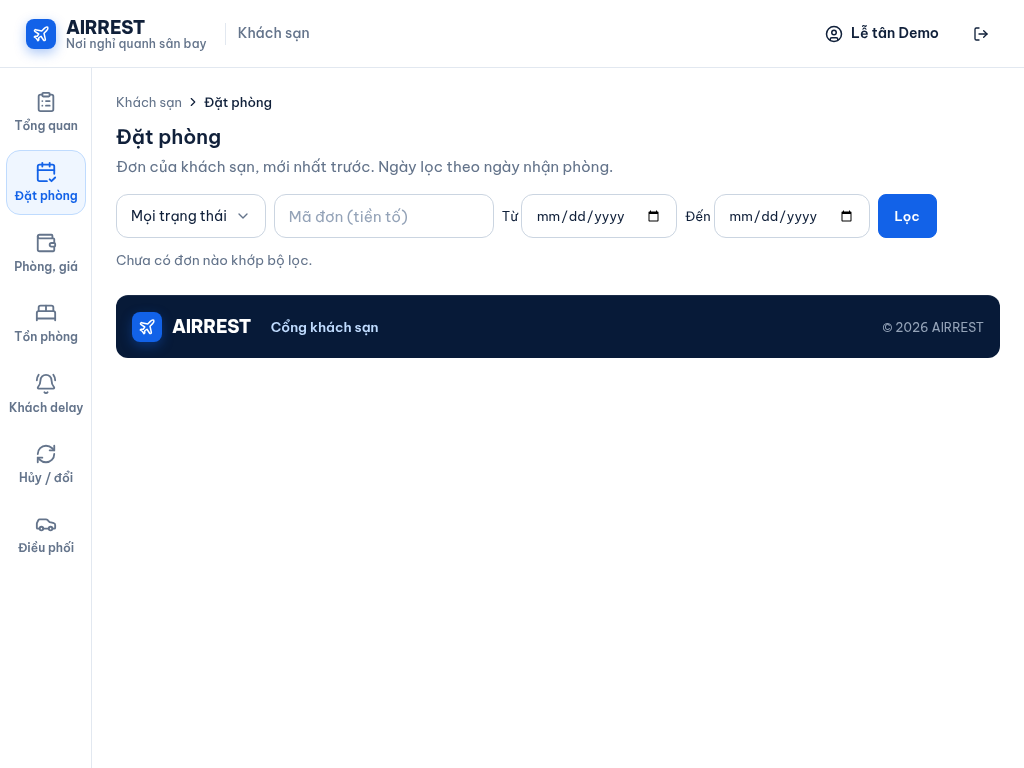 AIRREST
Nơi nghỉ quanh sân bay
Khách sạn
Lễ tân Demo
Tổng quan
Đặt phòng
Phòng, giá
Tồn phòng
Khách delay
Hủy / đổi
Điều phối
Khách sạn > Đặt phòng
Đặt phòng
Đơn của khách sạn, mới nhất trước. Ngày lọc theo ngày nhận phòng.
Mọi trạng thái Mã đơn (tiền tố) Từ mm/dd/yyyy Đến mm/dd/yyyy Lọc
Chưa có đơn nào khớp bộ lọc.
AIRREST Cổng khách sạn © 2026 AIRREST